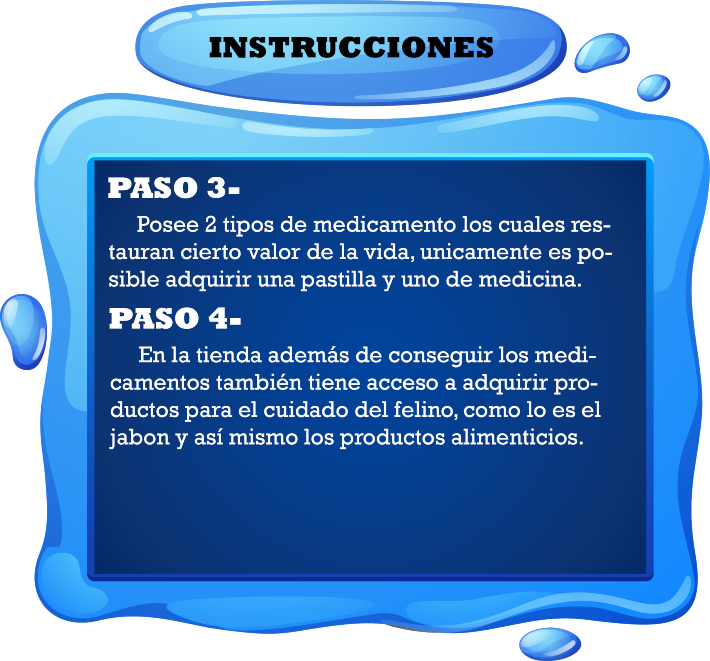 INSTRUCCIONES
PASO 3-
Posee 2 tipos de medicamento los cuales res-
tauran cierto valor de la vida, unicamente es po-
sible adquirir una pastilla y uno de medicina.
PASO 4-
En la tienda además de conseguir los medi-
camentos también tiene acceso a adquirir pro-
ductos para el cuidado del felino, como lo es el
jabon y así mismo los productos alimenticios.